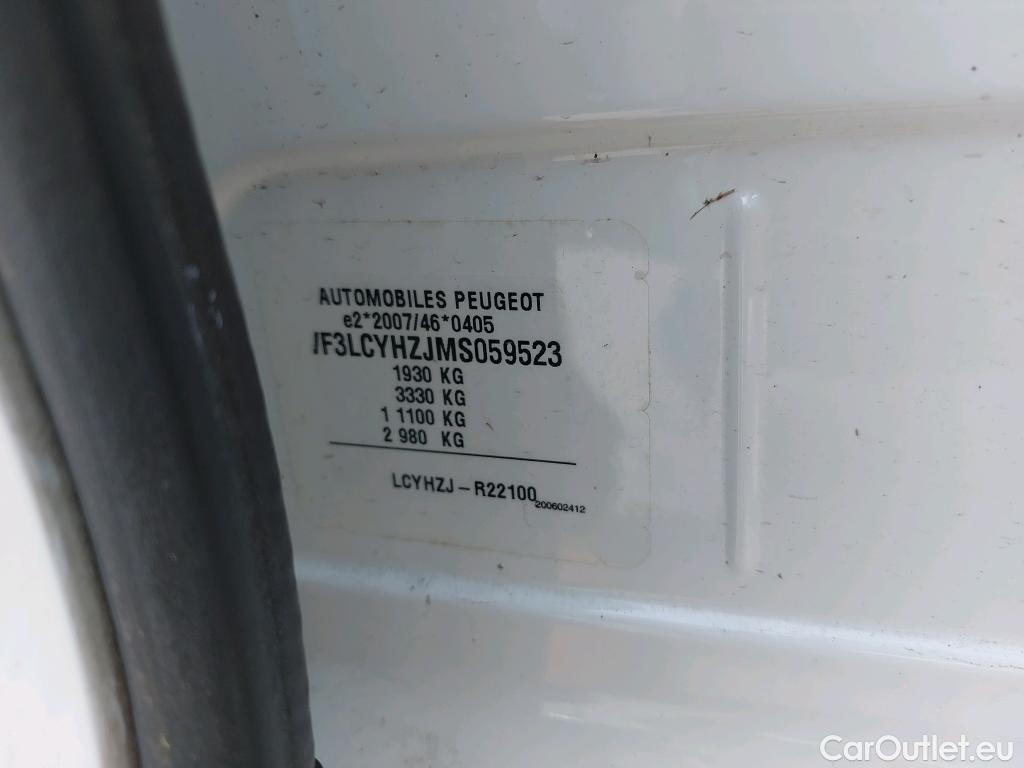 AUTOMOBILES PEUGEOT
e2*2007/46*0405
VF3LCYHZJMS059523
1930 KG
3330 KG
1 1100 KG
2 980 KG
LCYHZJ - R22100
200602412
CarOutlet.eu